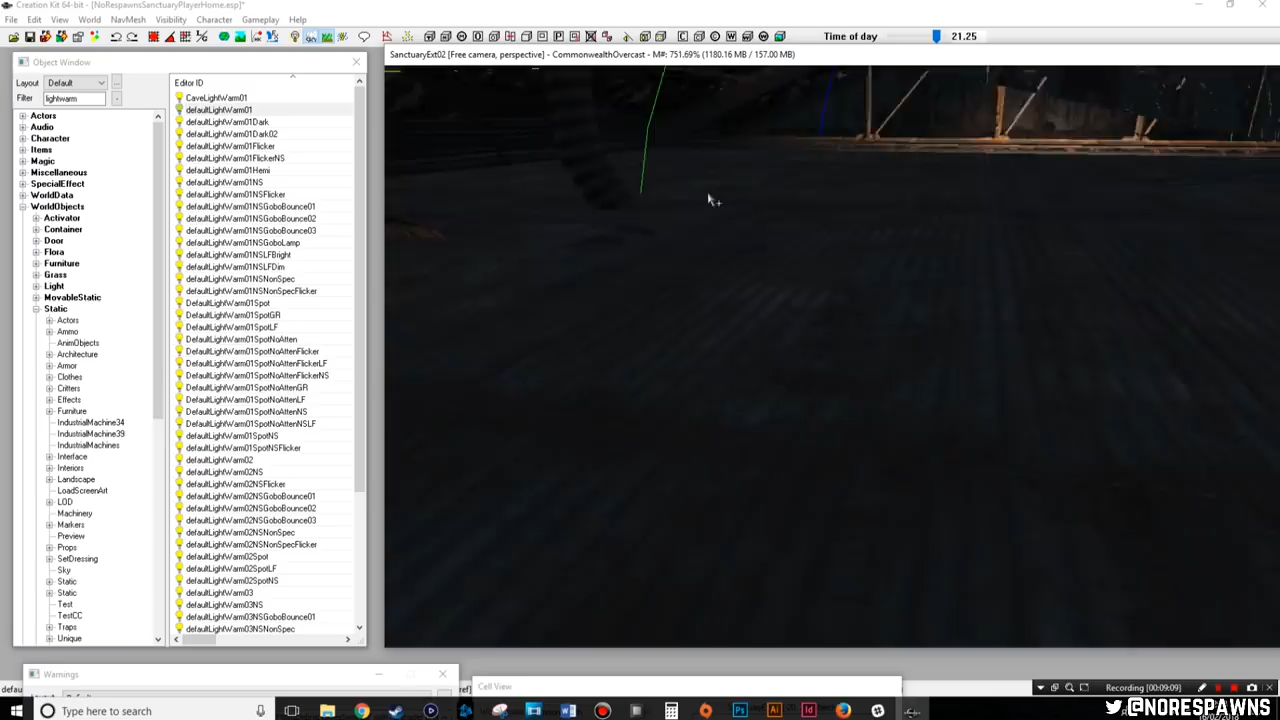 Creation Kit 64-bit - [NoRespawnsSanctuaryPlayerHome.esp]*
File Edit View World NavMesh Visibility Character Gameplay Help
Time of day 21.25
Object Window
SanctuaryExt02 [Free camera, perspective] - CommonwealthOvercast - M#: 751.69% (1180.16 MB / 157.00 MB)
Layout Default
Filter lightwarm
Editor ID
Actors
Audio
Character
Items
Magic
Miscellaneous
SpecialEffect
WorldData
WorldObjects
Activator
Container
Door
Flora
Furniture
Grass
Light
MovableStatic
Static
Actors
Ammo
AnimObjects
Architecture
Armor
Clothes
Critters
Effects
Furniture
IndustrialMachine34
IndustrialMachine39
IndustrialMachines
Interface
Interiors
Landscape
LoadScreenArt
LOD
Machinery
Markers
Preview
Props
SetDressing
Sky
Static
Static
Test
TestCC
Traps
Unique
CaveLightWarm01
defaultLightWarm01
defaultLightWarm01Dark
defaultLightWarm01Dark02
defaultLightWarm01Flicker
defaultLightWarm01FlickerNS
defaultLightWarm01Hemi
defaultLightWarm01NS
defaultLightWarm01NSFlicker
defaultLightWarm01NSGoboBounce01
defaultLightWarm01NSGoboBounce02
defaultLightWarm01NSGoboBounce03
defaultLightWarm01NSGoboLamp
defaultLightWarm01NSLFBright
defaultLightWarm01NSLFDim
defaultLightWarm01NSNonSpec
defaultLightWarm01NSNonSpecFlicker
DefaultLightWarm01Spot
DefaultLightWarm01SpotGR
DefaultLightWarm01SpotLF
DefaultLightWarm01SpotNoAtten
DefaultLightWarm01SpotNoAttenFlicker
DefaultLightWarm01SpotNoAttenFlickerLF
DefaultLightWarm01SpotNoAttenFlickerNS
DefaultLightWarm01SpotNoAttenGR
DefaultLightWarm01SpotNoAttenLF
DefaultLightWarm01SpotNoAttenNS
DefaultLightWarm01SpotNoAttenNSLF
defaultLightWarm01SpotNS
defaultLightWarm01SpotNSFlicker
defaultLightWarm02
defaultLightWarm02NS
defaultLightWarm02NSFlicker
defaultLightWarm02NSGoboBounce01
defaultLightWarm02NSGoboBounce02
defaultLightWarm02NSGoboBounce03
defaultLightWarm02NSNonSpec
defaultLightWarm02NSNonSpecFlicker
defaultLightWarm02Spot
defaultLightWarm02SpotLF
defaultLightWarm02SpotNS
defaultLightWarm03
defaultLightWarm03NS
defaultLightWarm03NSGoboBounce01
defaultLightWarm03NSNonSpec
Warnings
Cell View
Recording [00:09:09]
Type here to search
@NORESPAWNS